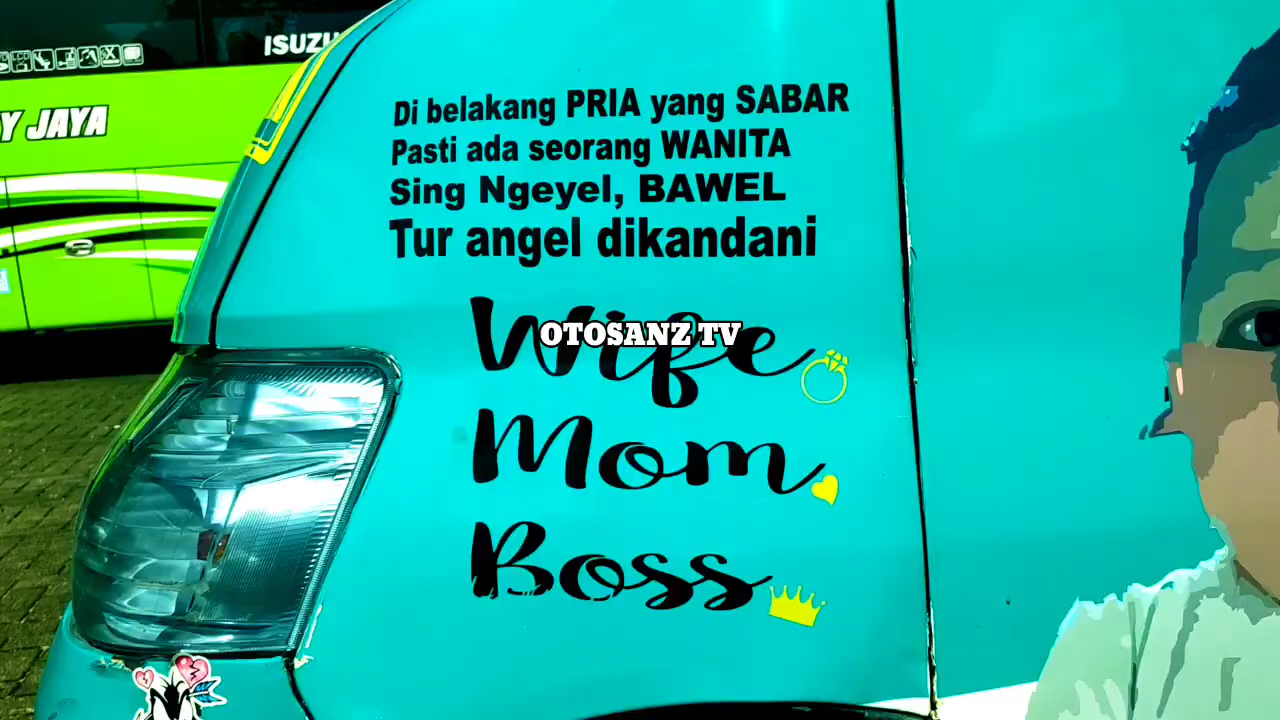 ISUZU
Y JAYA
Di belakang PRIA yang SABAR
Pasti ada seorang WANITA
Sing Ngeyel, BAWEL
Tur angel dikandani
Wife
OTOSANZ TV
Mom
Boss